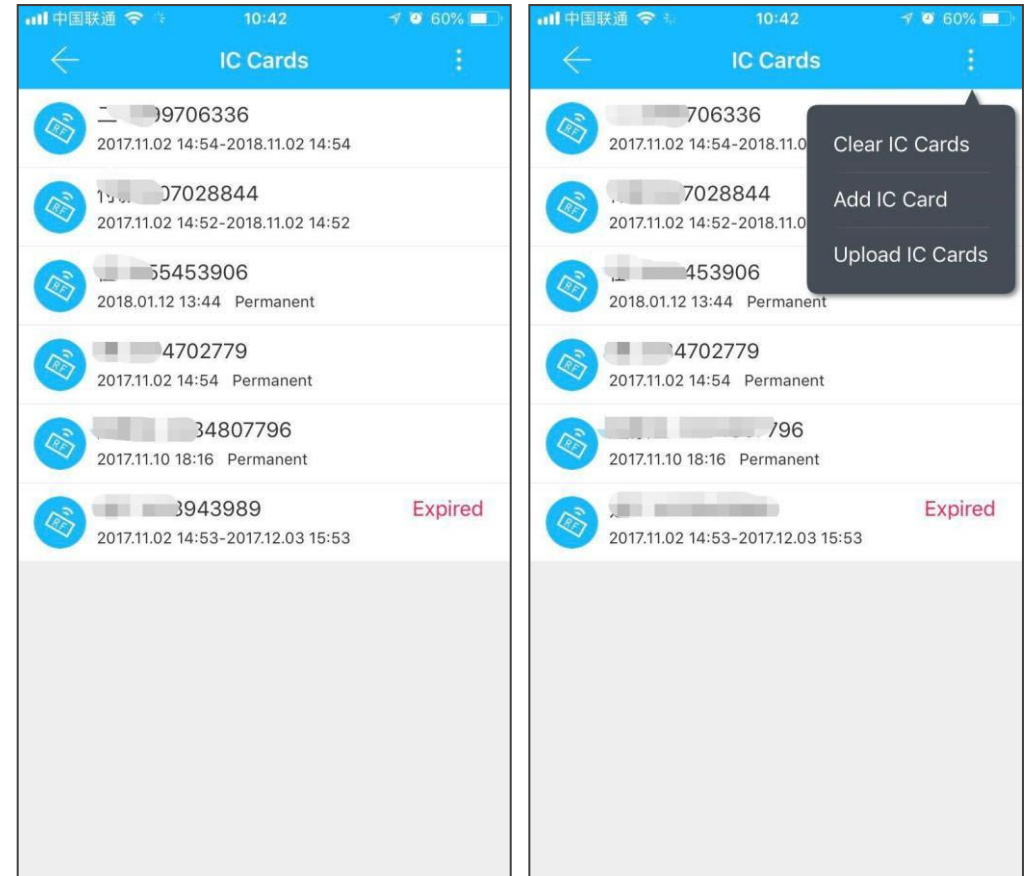 中国联通 10:42 60%
IC Cards
二 99706336
2017.11.02 14:54-2018.11.02 14:54
07028844
2017.11.02 14:52-2018.11.02 14:52
55453906
2018.01.12 13:44 Permanent
4702779
2017.11.02 14:54 Permanent
34807796
2017.11.10 18:16 Permanent
3943989 Expired
2017.11.02 14:53-2017.12.03 15:53
中国联通 10:42 60%
IC Cards
706336
2017.11.02 14:54-2018.11.0
7028844
2017.11.02 14:52-2018.11.0
453906
2018.01.12 13:44 Permanent
4702779
2017.11.02 14:54 Permanent
796
2017.11.10 18:16 Permanent
Expired
2017.11.02 14:53-2017.12.03 15:53
Clear IC Cards
Add IC Card
Upload IC Cards